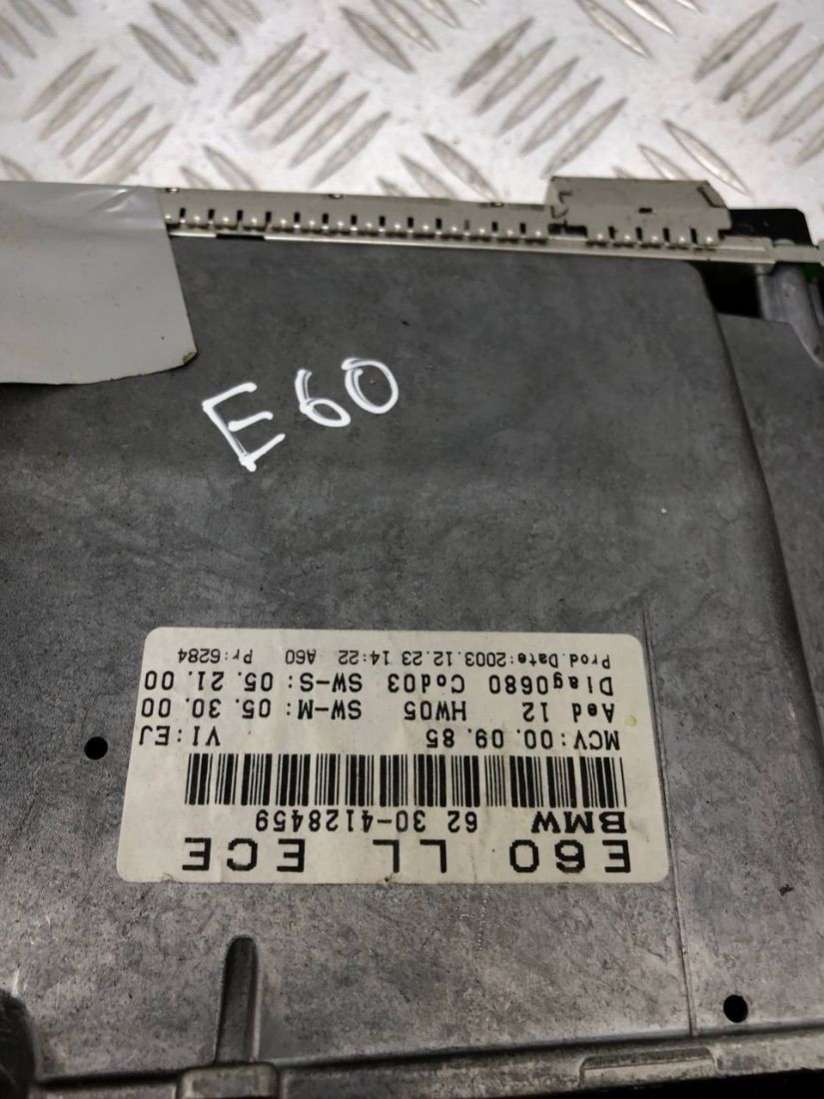 E60
E60 LL ECE
BMW 62 30-4128459
MCV:00.09.85 VI:EJ
Aed 12 HW05 SW-M:05.30.00
Diag0680 Cod03 SW-S:05.21.00
Prod.Date:2003.12.23 14:22 A60 Pr:6284